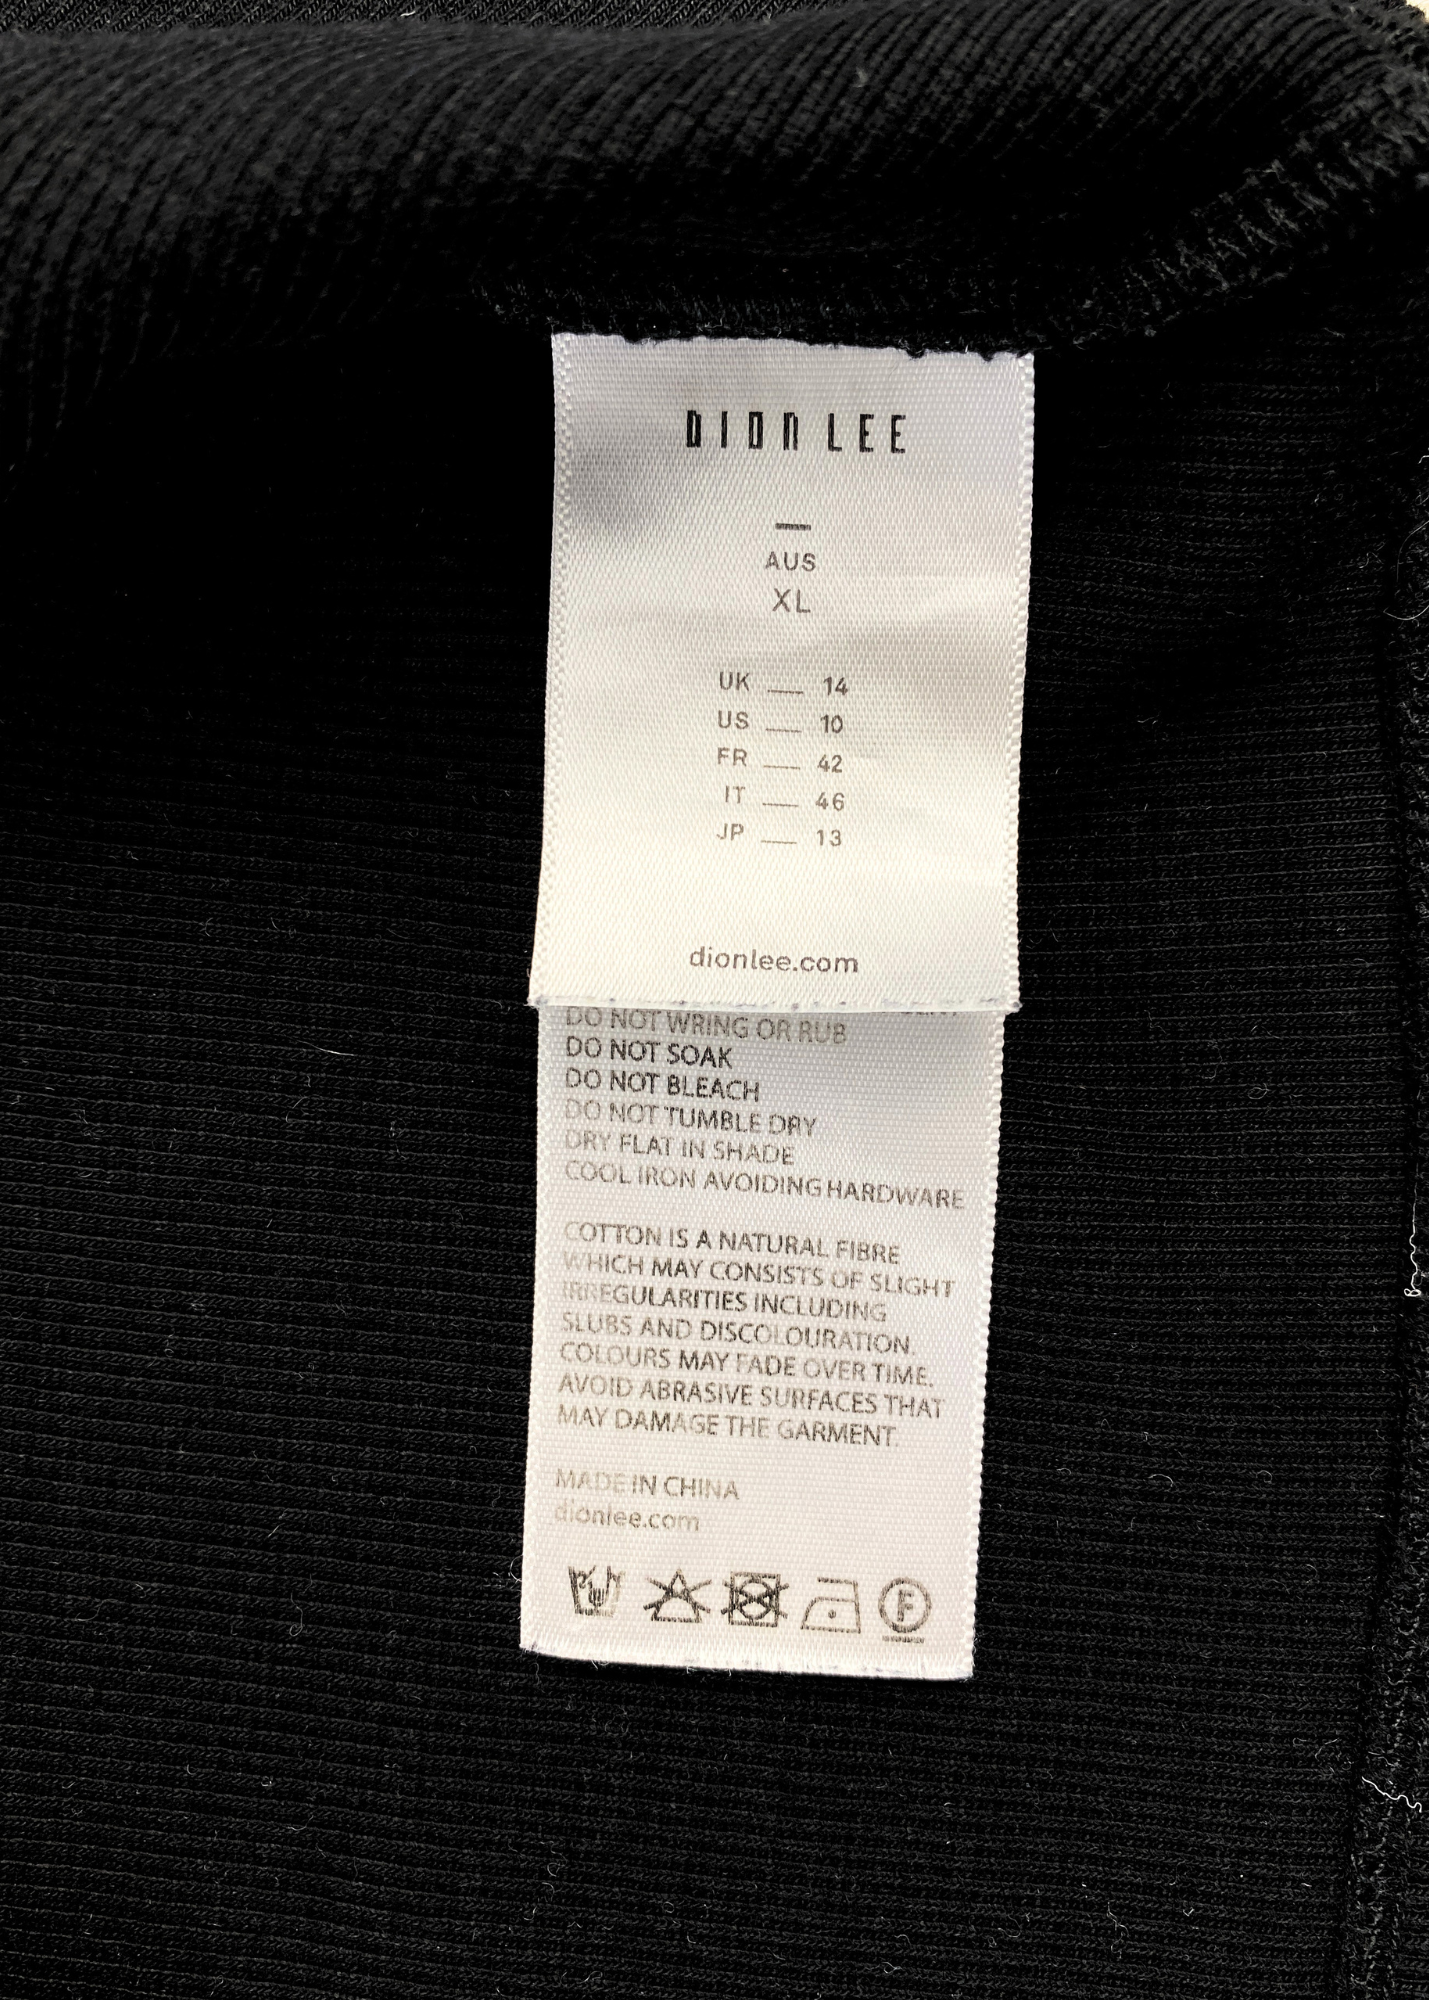 DION LEE
AUS
XL
UK — 14
US — 10
FR — 42
IT — 46
JP — 13
dionlee.com
DO NOT WRING OR RUB
DO NOT SOAK
DO NOT BLEACH
DO NOT TUMBLE DRY
DRY FLAT IN SHADE
COOL IRON AVOIDING HARDWARE
COTTON IS A NATURAL FIBRE
WHICH MAY CONSISTS OF SLIGHT
IRREGULARITIES INCLUDING
SLUBS AND DISCOLOURATION.
COLOURS MAY FADE OVER TIME.
AVOID ABRASIVE SURFACES THAT
MAY DAMAGE THE GARMENT.
MADE IN CHINA
dionlee.com
F